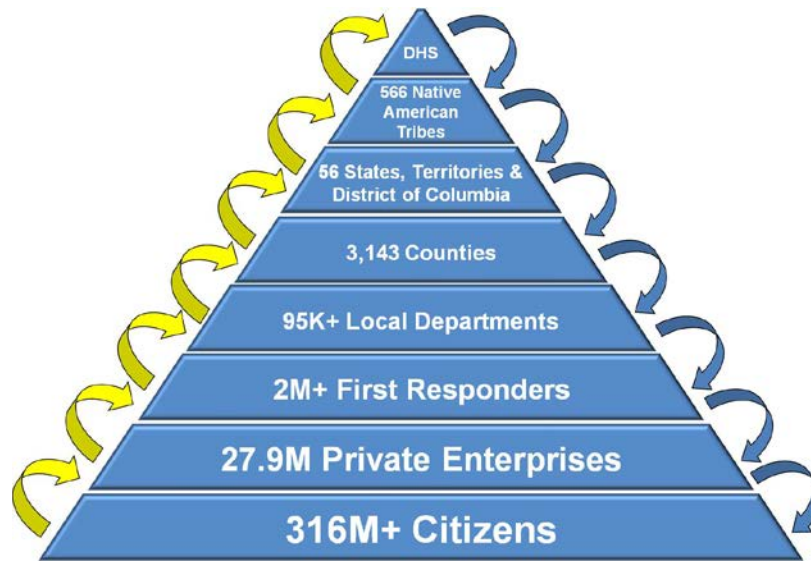 DHS
566 Native
American
Tribes
56 States, Territories &
District of Columbia
3,143 Counties
95K+ Local Departments
2M+ First Responders
27.9M Private Enterprises
316M+ Citizens